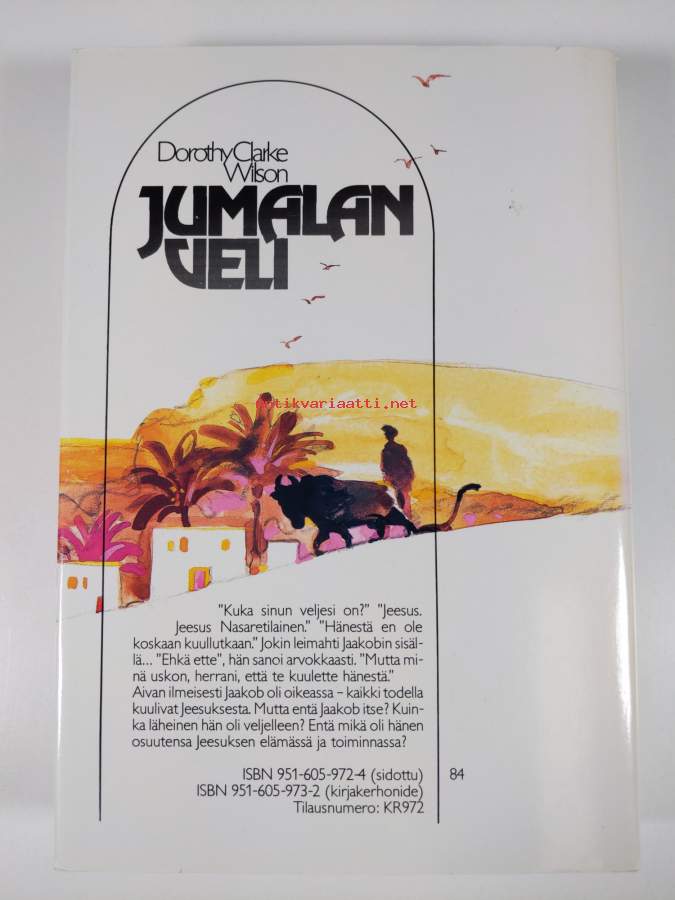 Dorothy Clarke
Wilson
JUMALAN
VELI
antikvariaatti.net
"Kuka sinun veljesi on?" "Jeesus.
Jeesus Nasaretilainen." "Hänestä en ole
koskaan kuullutkaan." Jokin leimahti Jaakobin sisäl-
lä... "Ehkä ette", hän sanoi arvokkaasti. "Mutta mi-
nä uskon, herrani, että te kuulette hänestä."
Aivan ilmeisesti Jaakob oli oikeassa – kaikki todella
kuulivat Jeesuksesta. Mutta entä Jaakob itse? Kuin-
ka läheinen hän oli veljelleen? Entä mikä oli hänen
osuutensa Jeesuksen elämässä ja toiminnassa?
ISBN 951-605-972-4 (sidottu) 84
ISBN 951-605-973-2 (kirjakerhonide)
Tilausnumero: KR972